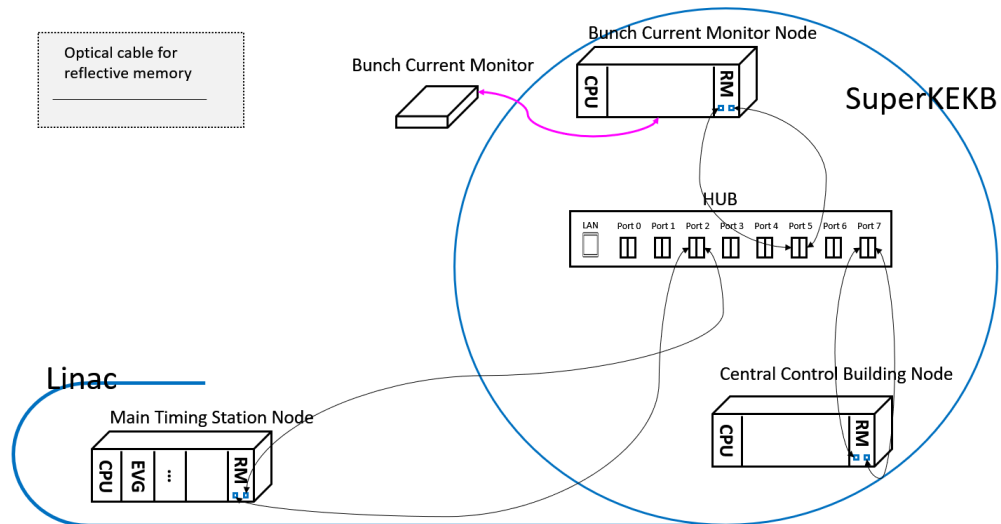 Optical cable for
reflective memory
Bunch Current Monitor Node
Bunch Current Monitor
CPU
RM
SuperKEKB
HUB
LAN
Port 0
Port 1
Port 2
Port 3
Port 4
Port 5
Port 6
Port 7
Linac
Central Control Building Node
Main Timing Station Node
CPU
RM
CPU
EVG
...
RM